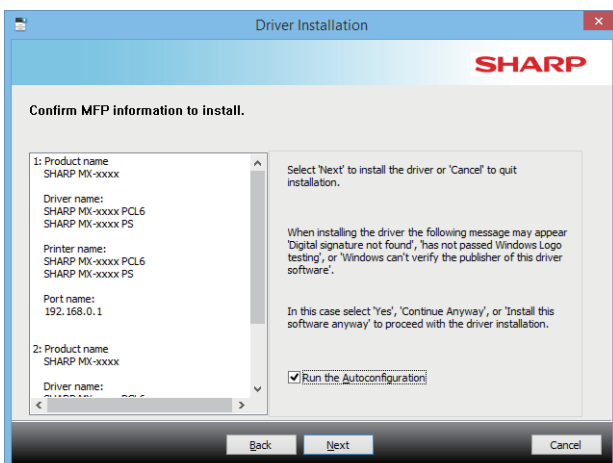 Driver Installation
SHARP
Confirm MFP information to install.
1: Product name
SHARP MX-xxxx
Driver name:
SHARP MX-xxxx PCL6
SHARP MX-xxxx PS
Printer name:
SHARP MX-xxxx PCL6
SHARP MX-xxxx PS
Port name:
192.168.0.1
2: Product name
SHARP MX-xxxx
Driver name:
Select 'Next' to install the driver or 'Cancel' to quit
installation.
When installing the driver the following message may appear
'Digital signature not found', 'has not passed Windows Logo
testing', or 'Windows can't verify the publisher of this driver
software'.
In this case select 'Yes', 'Continue Anyway', or 'Install this
software anyway' to proceed with the driver installation.
Run the Autoconfiguration
Back
Next
Cancel